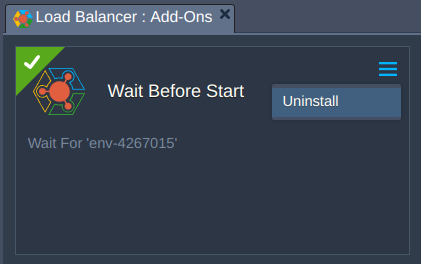 Load Balancer : Add-Ons
Wait Before Start
Uninstall
Wait For 'env-4267015'